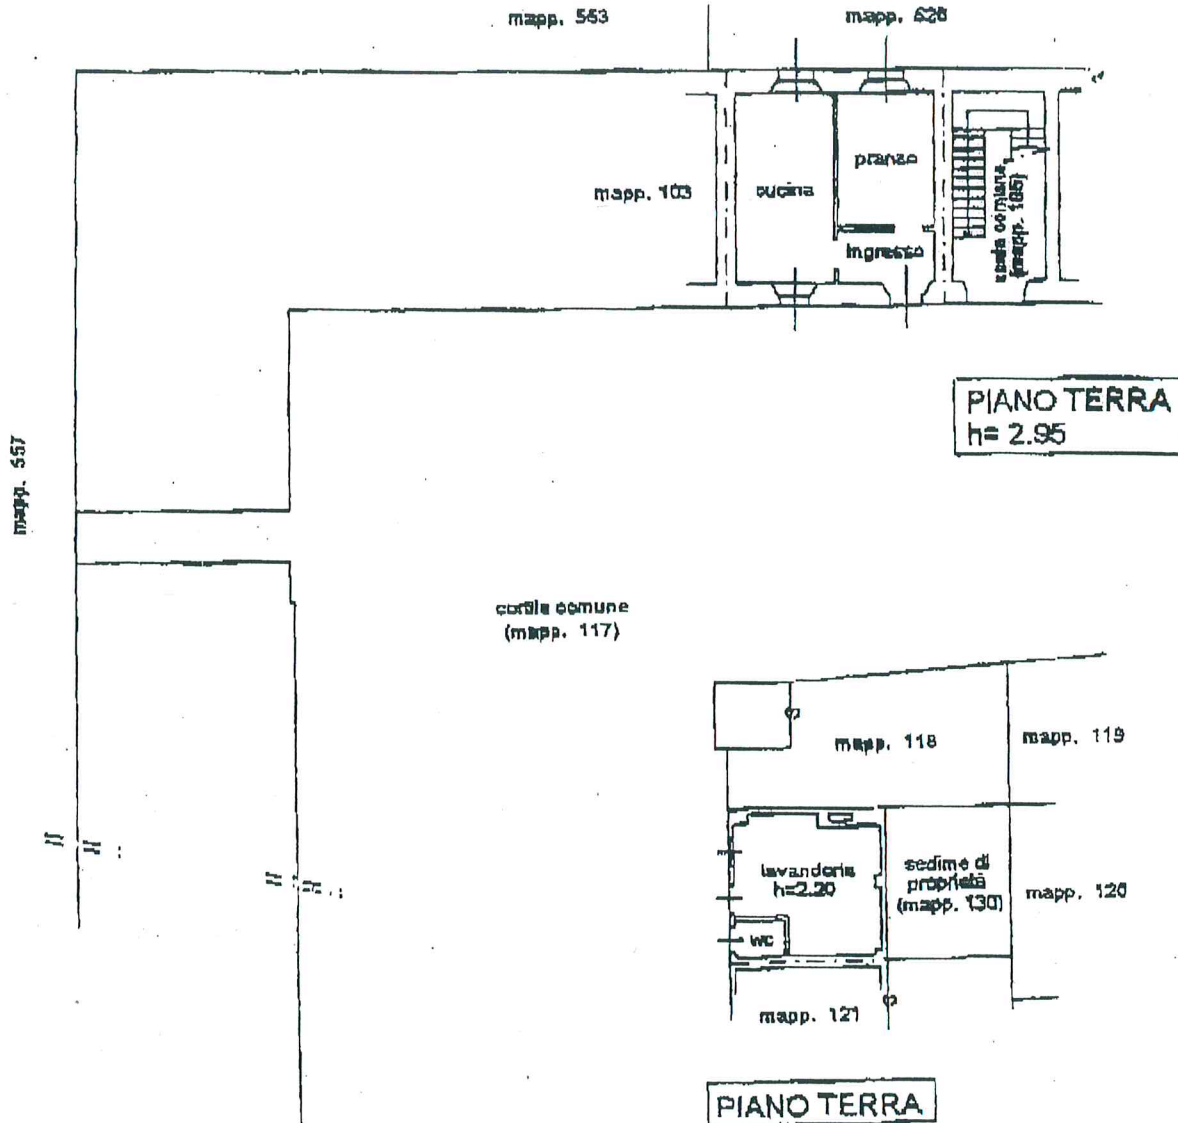 mapp. 553
mapp. 626
mapp. 103
cucina
pranzo
ingresso
scala comune
(mapp. 105)
PIANO TERRA
h= 2.95
mapp. 557
cortile comune
(mapp. 117)
mapp. 118
mapp. 119
lavanderia
h=2.20
sedime di
proprietà
(mapp. 130)
mapp. 120
WC
mapp. 121
PIANO TERRA